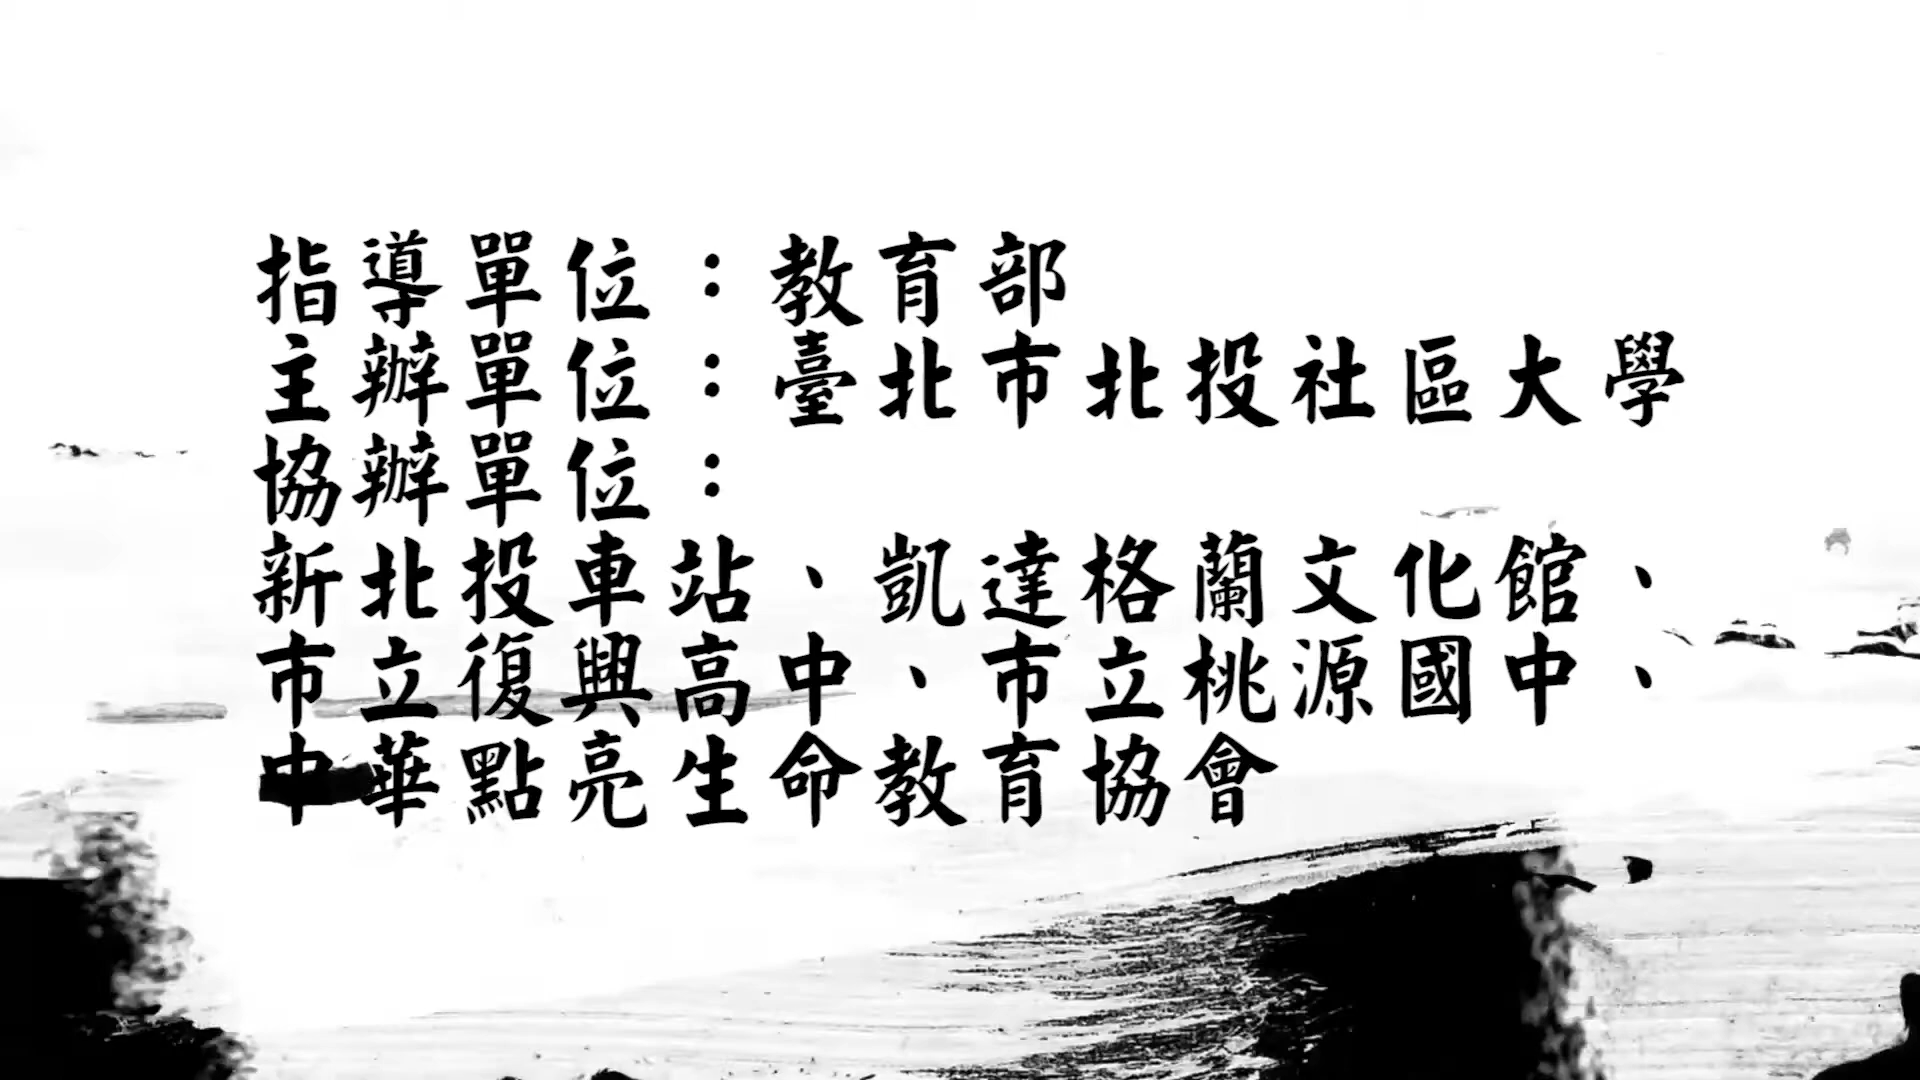 指導單位：教育部
主辦單位：臺北市北投社區大學
協辦單位：
新北投車站、凱達格蘭文化館、
市立復興高中、市立桃源國中、
中華點亮生命教育協會